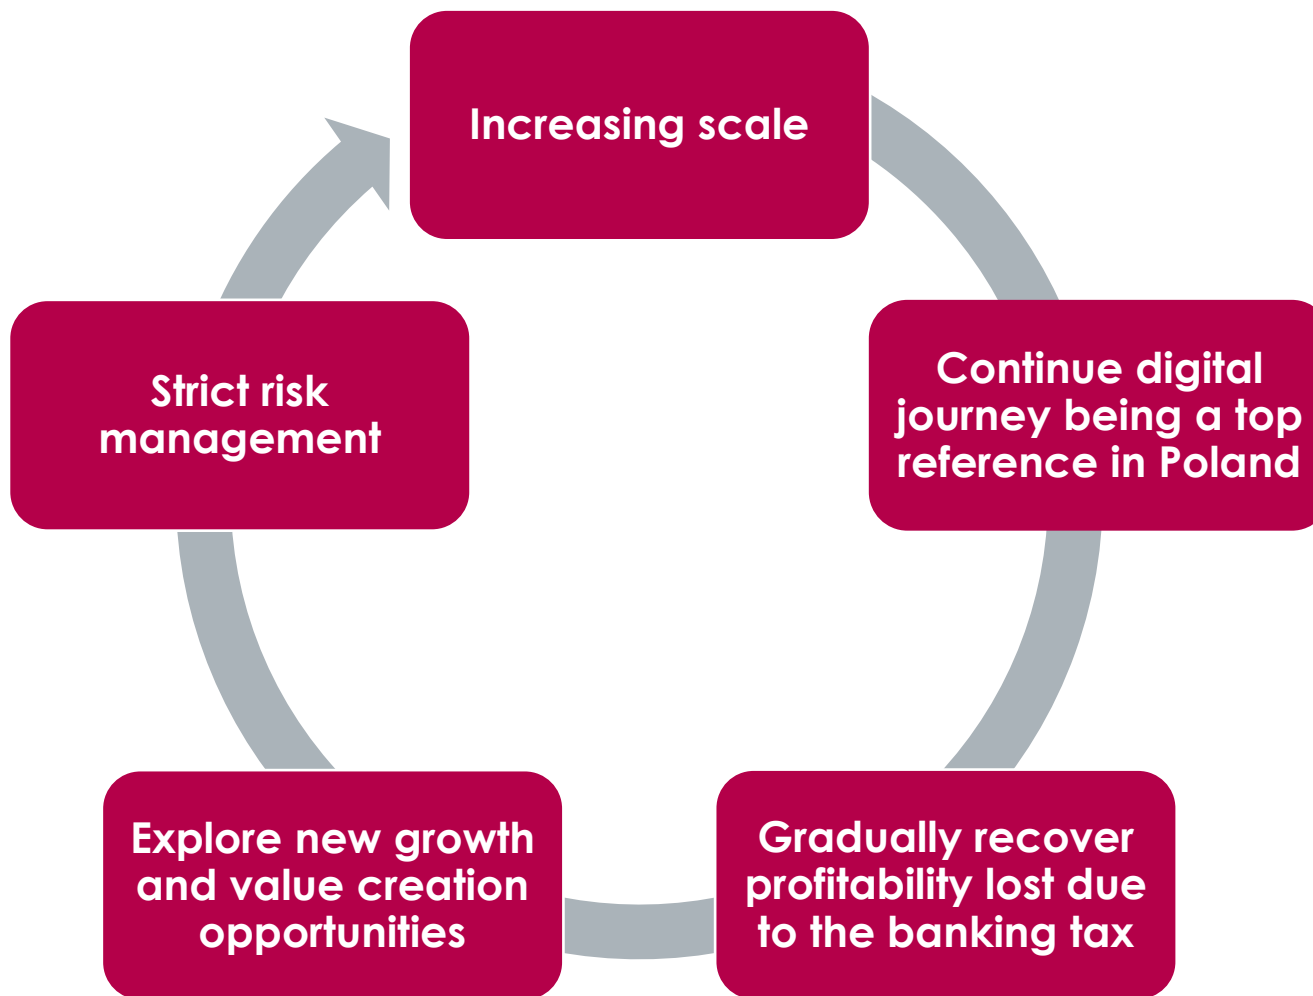 Increasing scale
Continue digital
journey being a top
reference in Poland
Gradually recover
profitability lost due
to the banking tax
Explore new growth
and value creation
opportunities
Strict risk
management